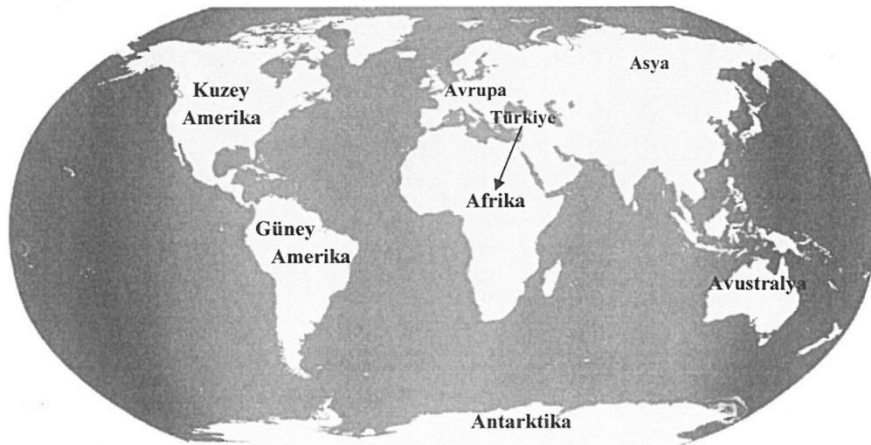 Asya
Avrupa
Kuzey
Amerika
Türkiye
Afrika
Güney
Amerika
Avustralya
Antarktika